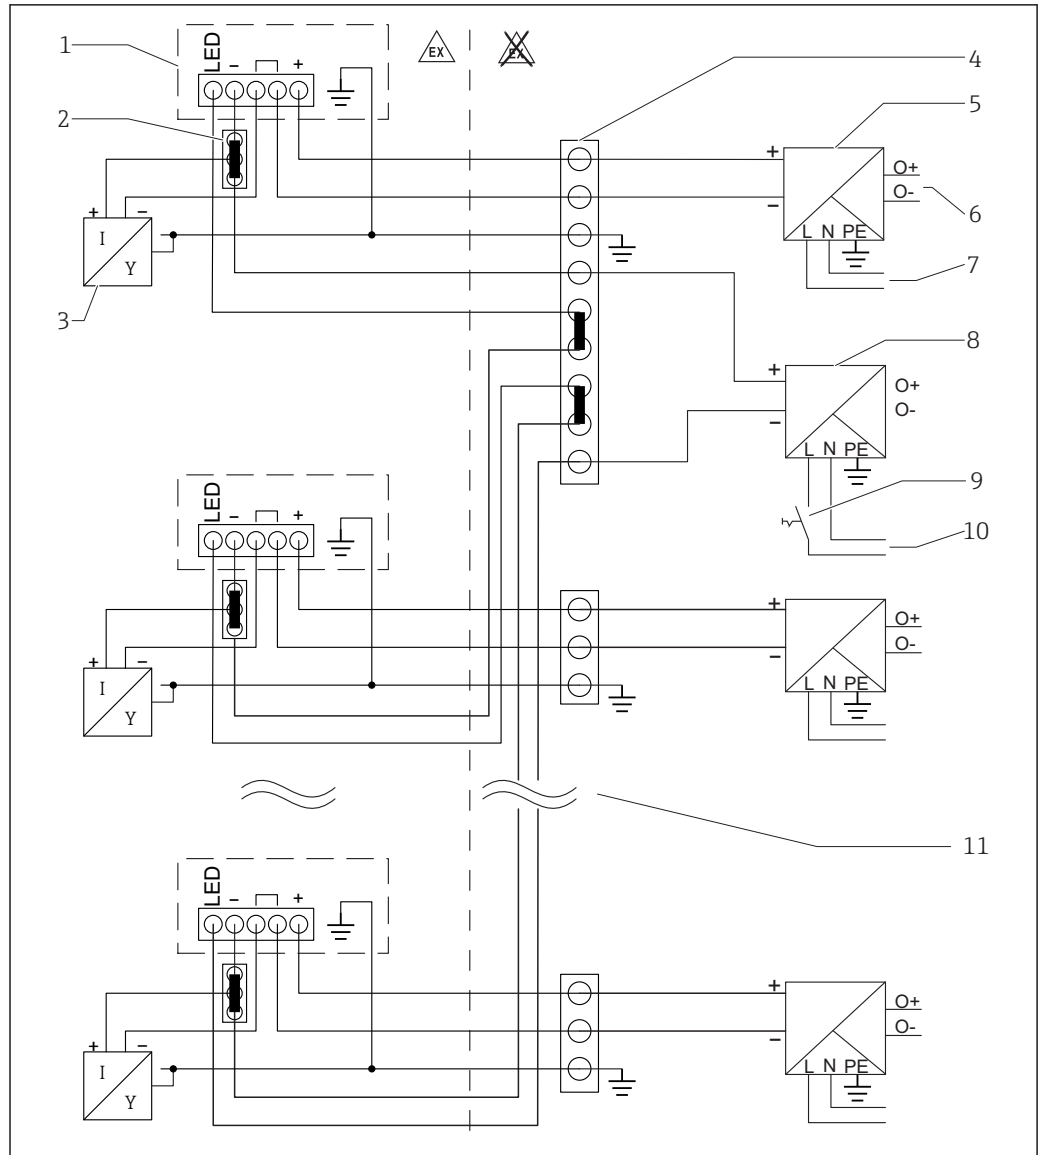 1
LED
-
+
EX
EX
4
5
2
+
O+
O-
-
6
+
-
I
Y
L N PE
7
3
8
+
O+
-
O-
L N PE
9
LED
-
+
10
+
O+
O-
-
+
-
I
Y
L N PE
11
LED
-
+
+
O+
O-
-
+
-
I
Y
L N PE